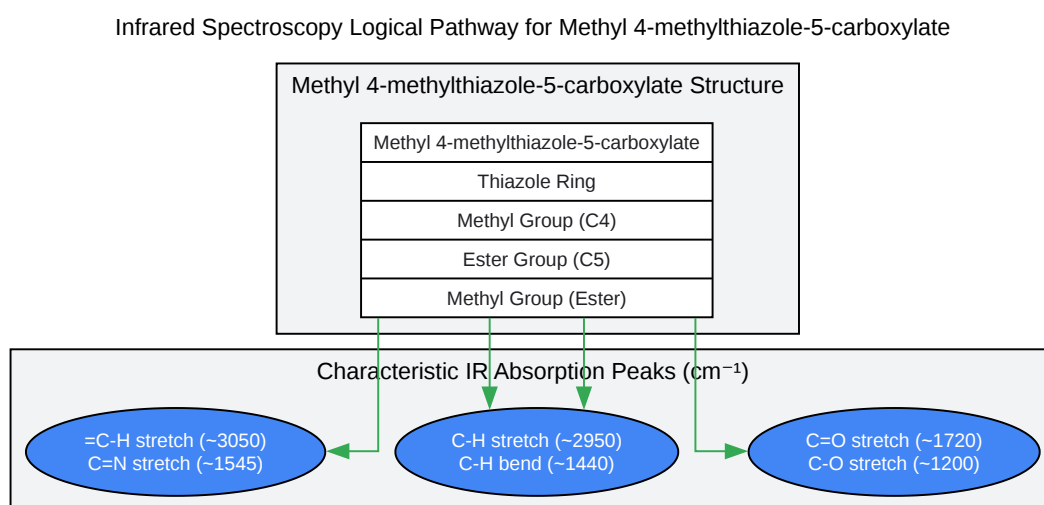 Infrared Spectroscopy Logical Pathway for Methyl 4-methylthiazole-5-carboxylate
Methyl 4-methylthiazole-5-carboxylate Structure
Methyl 4-methylthiazole-5-carboxylate
Thiazole Ring
Methyl Group (C4)
Ester Group (C5)
Methyl Group (Ester)
Characteristic IR Absorption Peaks (cm⁻¹)
=C-H stretch (~3050)
C=N stretch (~1545)
C-H stretch (~2950)
C-H bend (~1440)
C=O stretch (~1720)
C-O stretch (~1200)